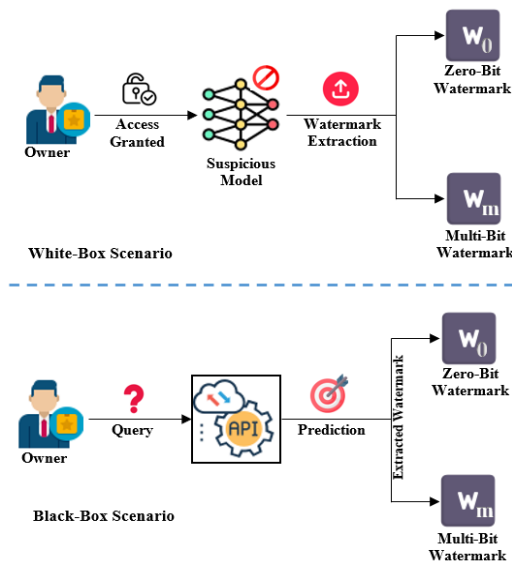 W0
Zero-Bit
Watermark
Owner
Access
Granted
Suspicious
Model
Watermark
Extraction
Wm
Multi-Bit
Watermark
White-Box Scenario
W0
Zero-Bit
Watermark
Owner
?
Query
API
Prediction
Extracted Watermark
Wm
Multi-Bit
Watermark
Black-Box Scenario